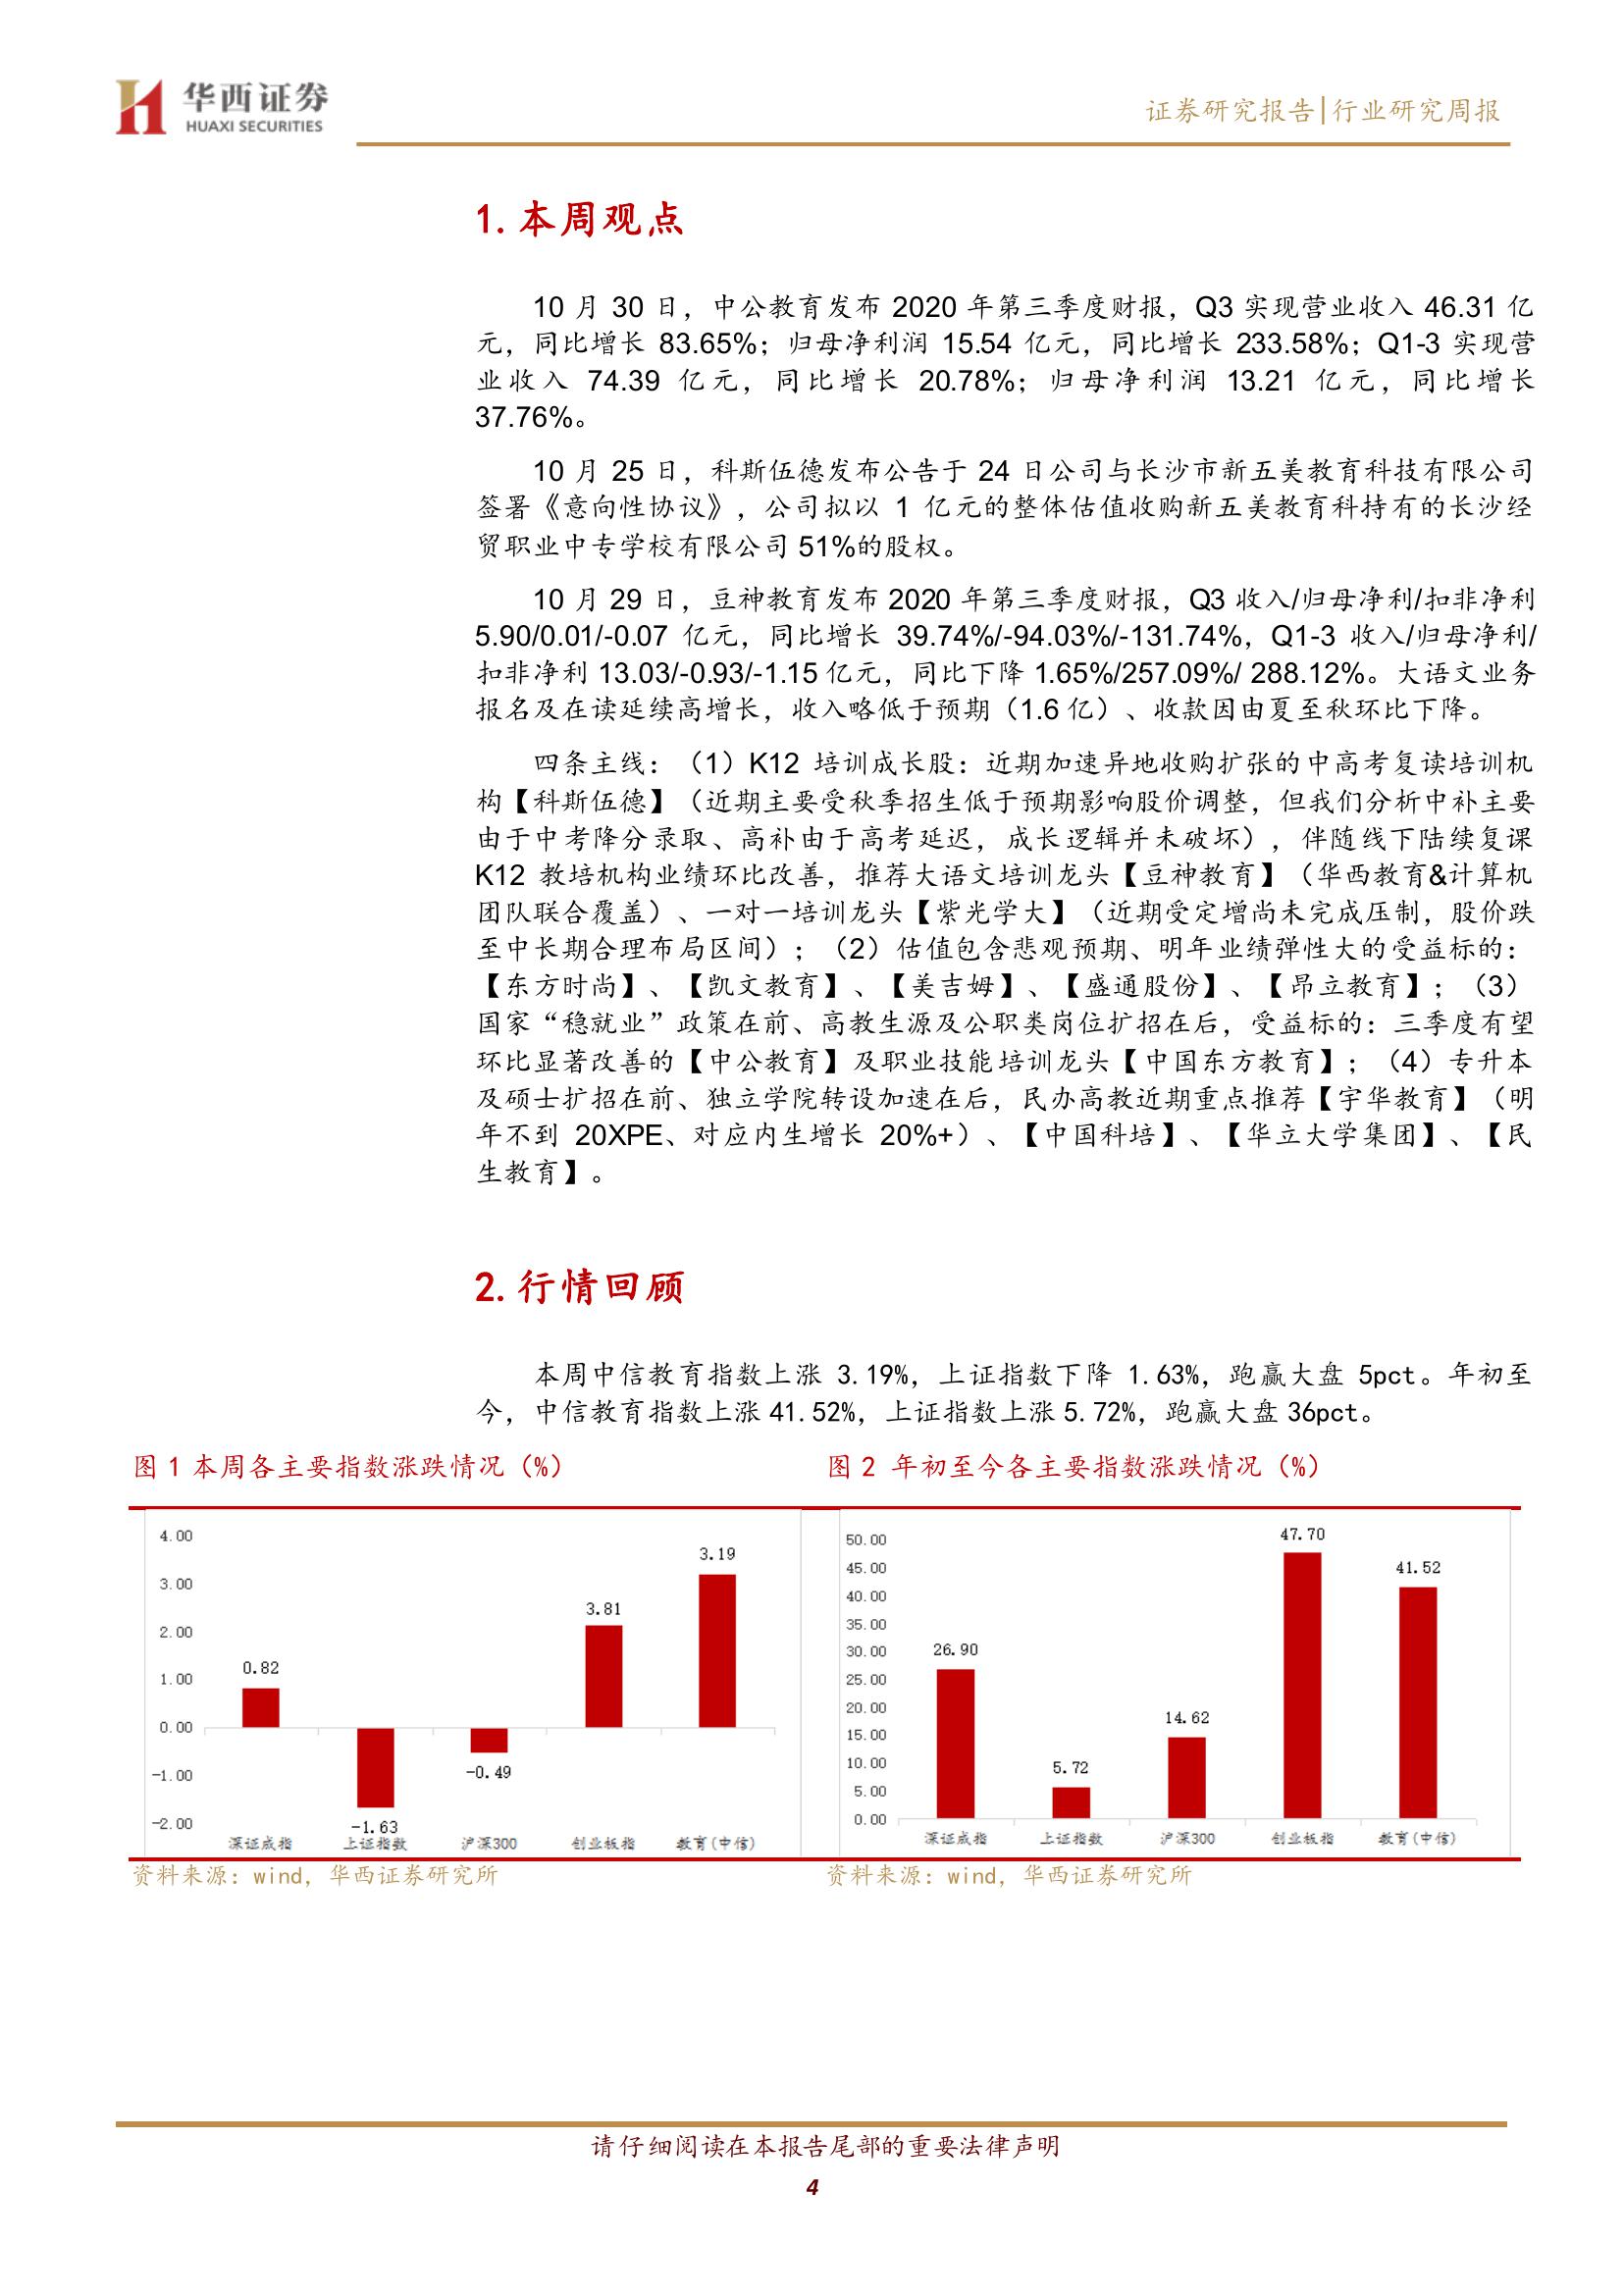 华西证券
HUAXI SECURITIES
证券研究报告|行业研究周报
1.本周观点
10 月 30 日，中公教育发布 2020 年第三季度财报，Q3 实现营业收入 46.31 亿
元，同比增长 83.65%；归母净利润 15.54 亿元，同比增长 233.58%；Q1-3 实现营
业收入 74.39 亿元，同比增长 20.78%；归母净利润 13.21 亿元，同比增长
37.76%。
10 月 25 日，科斯伍德发布公告于 24 日公司与长沙市新五美教育科技有限公司
签署《意向性协议》，公司拟以 1 亿元的整体估值收购新五美教育科持有的长沙经
贸职业中专学校有限公司 51%的股权。
10 月 29 日，豆神教育发布 2020 年第三季度财报，Q3 收入/归母净利/扣非净利
5.90/0.01/-0.07 亿元，同比增长 39.74%/-94.03%/-131.74%，Q1-3 收入/归母净利/
扣非净利 13.03/-0.93/-1.15 亿元，同比下降 1.65%/257.09%/ 288.12%。大语文业务
报名及在读延续高增长，收入略低于预期（1.6 亿）、收款因由夏至秋环比下降。
四条主线：（1）K12 培训成长股：近期加速异地收购扩张的中高考复读培训机
构【科斯伍德】（近期主要受秋季招生低于预期影响股价调整，但我们分析中补主要
由于中考降分录取、高补由于高考延迟，成长逻辑并未破坏），伴随线下陆续复课
K12 教培机构业绩环比改善，推荐大语文培训龙头【豆神教育】（华西教育&计算机
团队联合覆盖）、一对一培训龙头【紫光学大】（近期受定增尚未完成压制，股价跌
至中长期合理布局区间）；（2）估值包含悲观预期、明年业绩弹性大的受益标的：
【东方时尚】、【凯文教育】、【美吉姆】、【盛通股份】、【昂立教育】；（3）
国家“稳就业”政策在前、高教生源及公职类岗位扩招在后，受益标的：三季度有望
环比显著改善的【中公教育】及职业技能培训龙头【中国东方教育】；（4）专升本
及硕士扩招在前、独立学院转设加速在后，民办高教近期重点推荐【宇华教育】（明
年不到 20XPE、对应内生增长 20%+）、【中国科培】、【华立大学集团】、【民
生教育】。
2.行情回顾
本周中信教育指数上涨 3.19%，上证指数下降 1.63%，跑赢大盘 5pct。年初至
今，中信教育指数上涨 41.52%，上证指数上涨 5.72%，跑赢大盘 36pct。
图 1 本周各主要指数涨跌情况（%）
4.00
3.00
2.00
1.00
0.00
-1.00
-2.00
0.82
-1.63
-0.49
3.81
3.19
深证成指 上证指数 沪深300 创业板指 教育(中信)
资料来源：wind，华西证券研究所
图 2 年初至今各主要指数涨跌情况（%）
50.00
45.00
40.00
35.00
30.00
25.00
20.00
15.00
10.00
5.00
0.00
26.90
5.72
14.62
47.70
41.52
深证成指 上证指数 沪深300 创业板指 教育(中信)
资料来源：wind，华西证券研究所
请仔细阅读在本报告尾部的重要法律声明
4